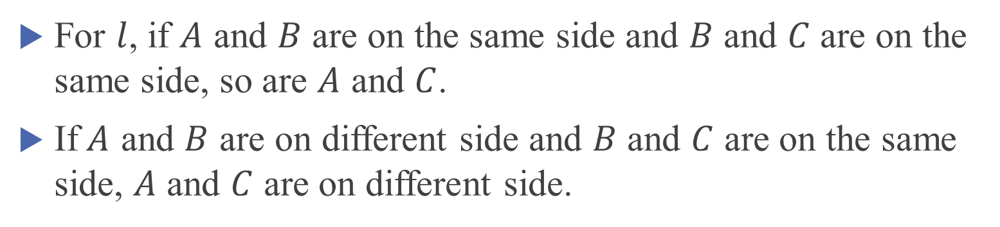 For l, if A and B are on the same side and B and C are on the
same side, so are A and C.
If A and B are on different side and B and C are on the same
side, A and C are on different side.